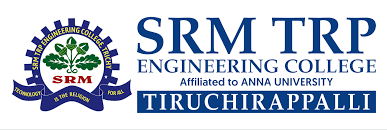 SRM TRP ENGINEERING COLLEGE, TRICHY
SRM
TECHNOLOGY IS THE RELIGION FOR ALL
SRM TRP
ENGINEERING COLLEGE
Affiliated to ANNA UNIVERSITY
TIRUCHIRAPPALLI